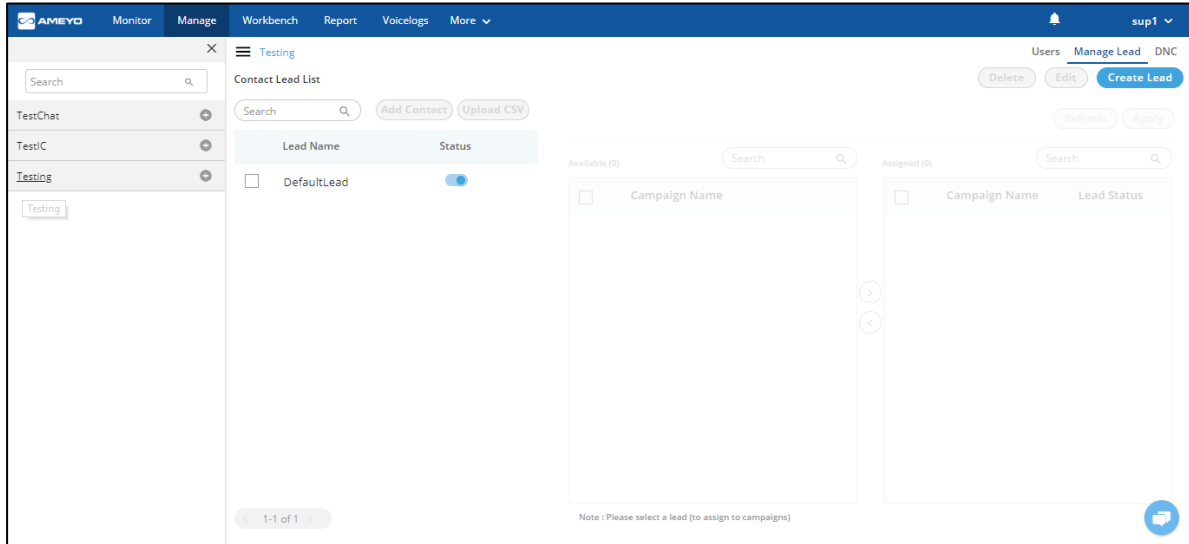 AMEYO Monitor Manage Workbench Report Voicelogs More sup1
Search
TestChat
TestIC
Testing
Testing
Testing
Users Manage Lead DNC
Contact Lead List
Delete Edit Create Lead
Search Add Contact Upload CSV
Refresh Apply
Lead Name Status
DefaultLead
Available (0) Search
Campaign Name
Assigned (0) Search
Campaign Name Lead Status
< 1-1 of 1 >
Note : Please select a lead (to assign to campaigns)